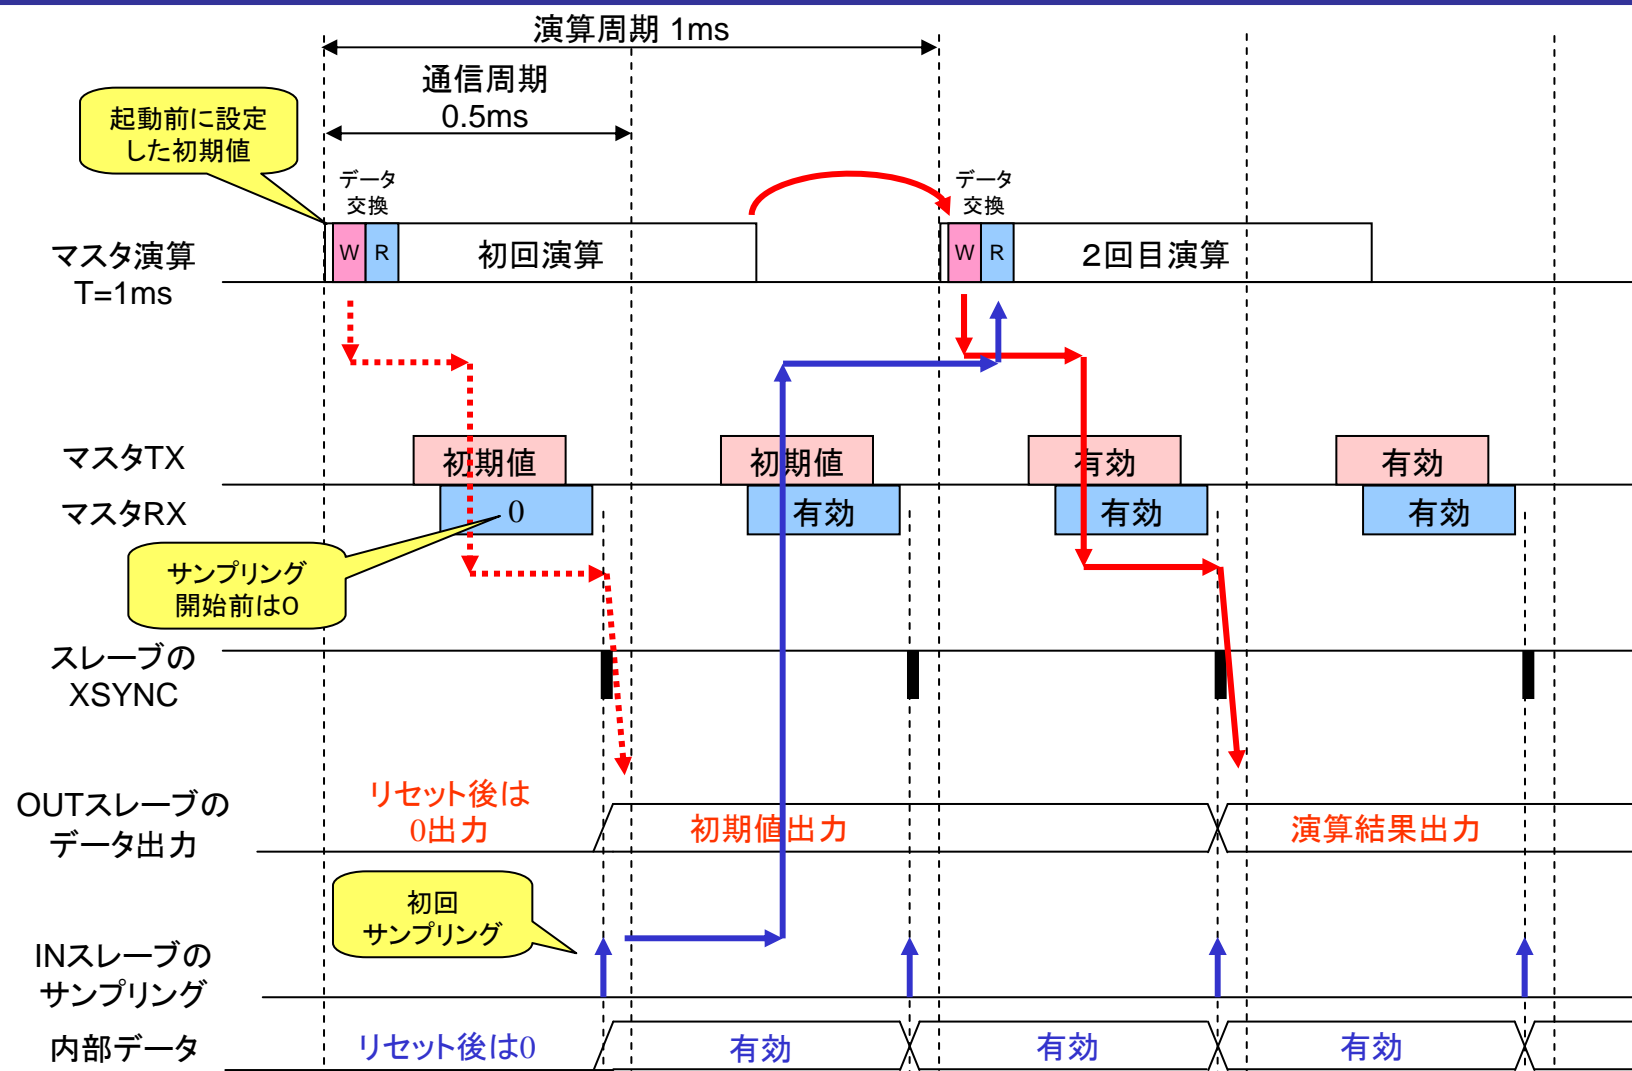 演算周期 1ms
通信周期
0.5ms
起動前に設定
した初期値
データ
交換
データ
交換
マスタ演算
T=1ms
W
R
初回演算
W
R
２回目演算
マスタTX
初期値
初期値
有効
有効
マスタRX
0
有効
有効
有効
サンプリング
開始前は0
スレーブの
XSYNC
OUTスレーブの
データ出力
リセット後は
0出力
初期値出力
演算結果出力
初回
サンプリング
INスレーブの
サンプリング
内部データ
リセット後は0
有効
有効
有効